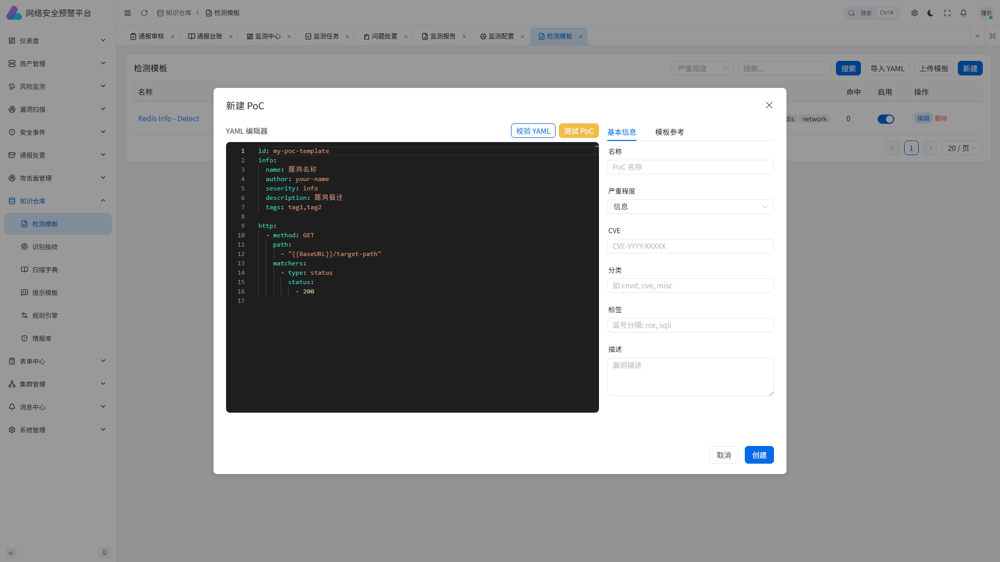 网络安全预警平台
知识仓库
检测模板
搜索
Ctrl K
理员
通报审核
通报台账
监测中心
监测任务
问题处置
监测报告
监测配置
检测模板
仪表盘
资产管理
风险监测
漏洞扫描
安全事件
通报处置
攻击面管理
知识仓库
检测模板
识别指纹
扫描字典
提示模板
规则引擎
情报库
表单中心
集群管理
消息中心
系统管理
检测模板
严重程度
搜索...
搜索
导入 YAML
上传模板
新建
名称
命中
启用
操作
Redis Info - Detect
dis
network
0
编辑
删除
1
20 / 页
新建 PoC
YAML 编辑器
校验 YAML
测试 PoC
1 id: my-poc-template
2 info:
3 name: 漏洞名称
4 author: your-name
5 severity: info
6 description: 漏洞描述
7 tags: tag1,tag2
8
9 http:
10 - method: GET
11 path:
12 - "{{BaseURL}}/target-path"
13 matchers:
14 - type: status
15 status:
16 - 200
17
基本信息
模板参考
名称
PoC 名称
严重程度
信息
CVE
CVE-YYYY-XXXXX
分类
如 cnvd, cve, misc
标签
逗号分隔: rce, sqli
描述
漏洞描述
取消
创建